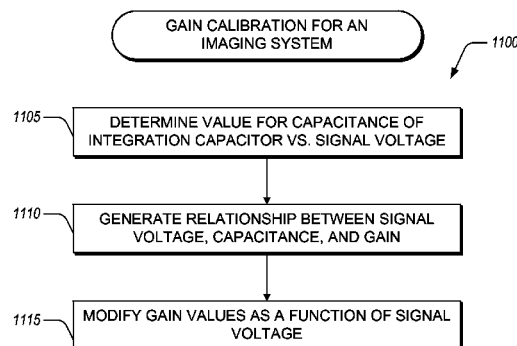 GAIN CALIBRATION FOR AN
IMAGING SYSTEM
1100
1105
DETERMINE VALUE FOR CAPACITANCE OF
INTEGRATION CAPACITOR VS. SIGNAL VOLTAGE
1110
GENERATE RELATIONSHIP BETWEEN SIGNAL
VOLTAGE, CAPACITANCE, AND GAIN
1115
MODIFY GAIN VALUES AS A FUNCTION OF SIGNAL
VOLTAGE